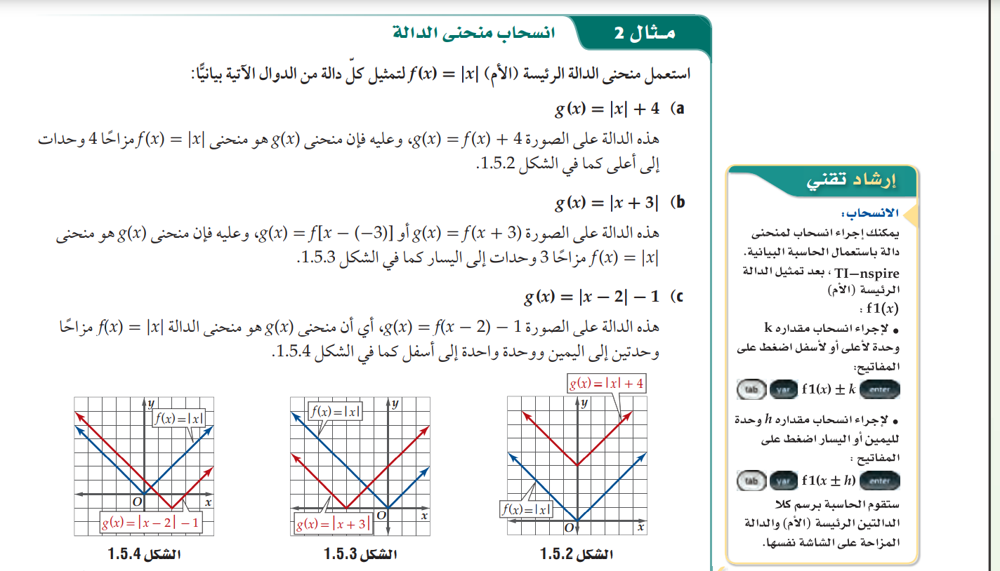 مثال 2 انسحاب منحنى الدالة
استعمل منحنى الدالة الرئيسة (الأم) f(x) = |x| لتمثيل كلّ دالة من الدوال الآتية بيانيًّا:
a) g(x) = |x| + 4
هذه الدالة على الصورة g(x) = f(x) + 4، وعليه فإن منحنى g(x) هو منحنى f(x) = |x| مزاحًا 4 وحدات
إلى أعلى كما في الشكل 1.5.2.
b) g(x) = |x + 3|
هذه الدالة على الصورة g(x) = f(x + 3) أو g(x) = f[x − (−3)]، وعليه فإن منحنى g(x) هو منحنى
f(x) = |x| مزاحًا 3 وحدات إلى اليسار كما في الشكل 1.5.3.
c) g(x) = |x − 2| − 1
هذه الدالة على الصورة g(x) = f(x − 2) − 1، أي أن منحنى g(x) هو منحنى الدالة f(x) = |x| مزاحًا
وحدتين إلى اليمين ووحدة واحدة إلى أسفل كما في الشكل 1.5.4.
g(x)=|x|+4
y
f(x)=|x|
O
x
الشكل 1.5.2
y
f(x)=|x|
g(x)=|x+3|
O
x
الشكل 1.5.3
y
f(x)=|x|
O
x
g(x)=|x−2|−1
الشكل 1.5.4
إرشاد تقني
الانسحاب:
يمكنك إجراء انسحاب لمنحنى
دالة باستعمال الحاسبة البيانية.
TI–nspire ، بعد تمثيل الدالة
الرئيسة (الأم)
f1(x) :
• لإجراء انسحاب مقداره k
وحدة لأعلى أو لأسفل اضغط على
المفاتيح:
tab var f1(x) ± k enter
• لإجراء انسحاب مقداره h وحدة
لليمين أو اليسار اضغط على
المفاتيح :
tab var f1(x ± h) enter
ستقوم الحاسبة برسم كلا
الدالتين الرئيسة (الأم) والدالة
المزاحة على الشاشة نفسها.